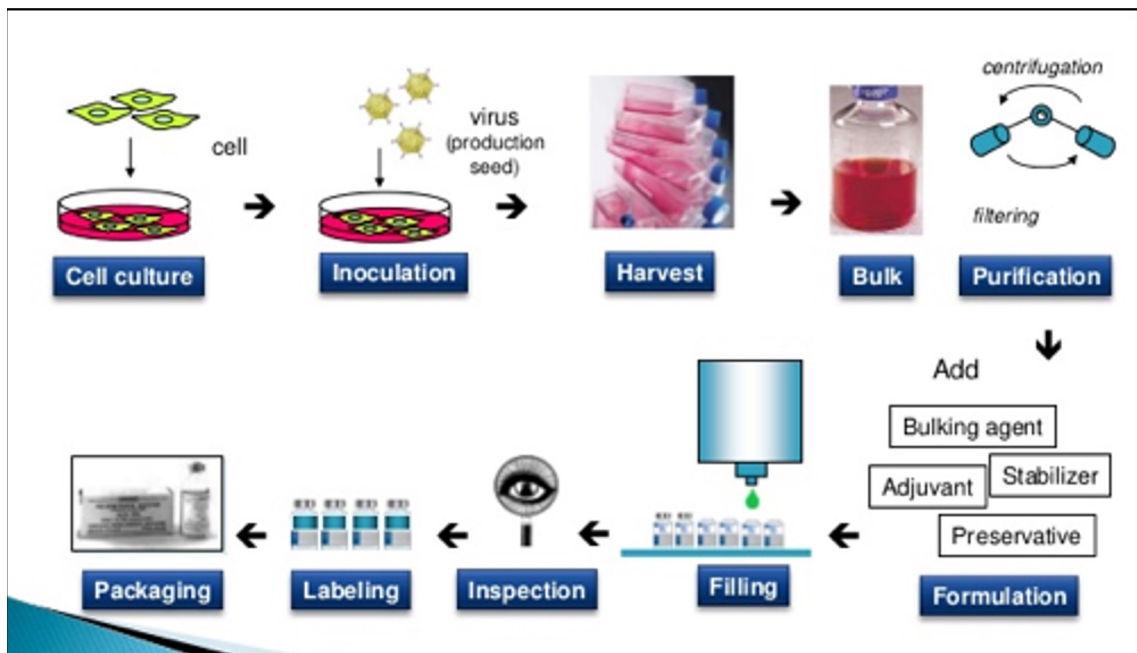 centrifugation
cell
virus
(production
seed)
filtering
Cell culture
Inoculation
Harvest
Bulk
Purification
Add
Bulking agent
Stabilizer
Adjuvant
Preservative
Packaging
Labeling
Inspection
Filling
Formulation